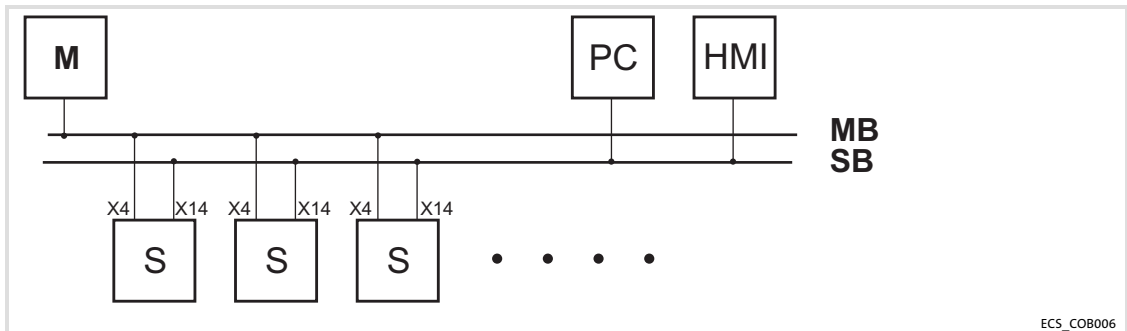 M
PC HMI
MB
SB
X4 X14 X4 X14 X4 X14
S S S
ECS_COB006